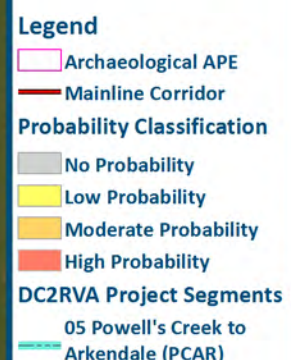 Legend
Archaeological APE
Mainline Corridor
Probability Classification
No Probability
Low Probability
Moderate Probability
High Probability
DC2RVA Project Segments
05 Powell's Creek to
Arkendale (PCAR)